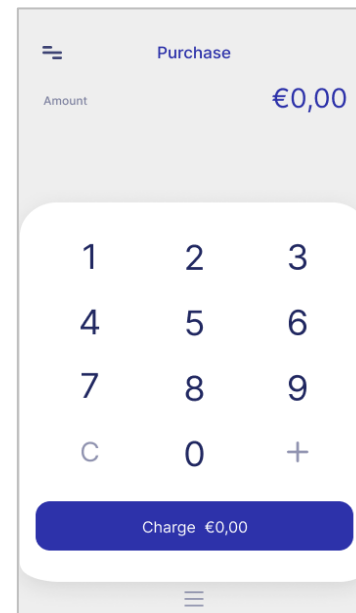 Purchase
Amount €0,00
1 2 3
4 5 6
7 8 9
C 0 +
Charge €0,00